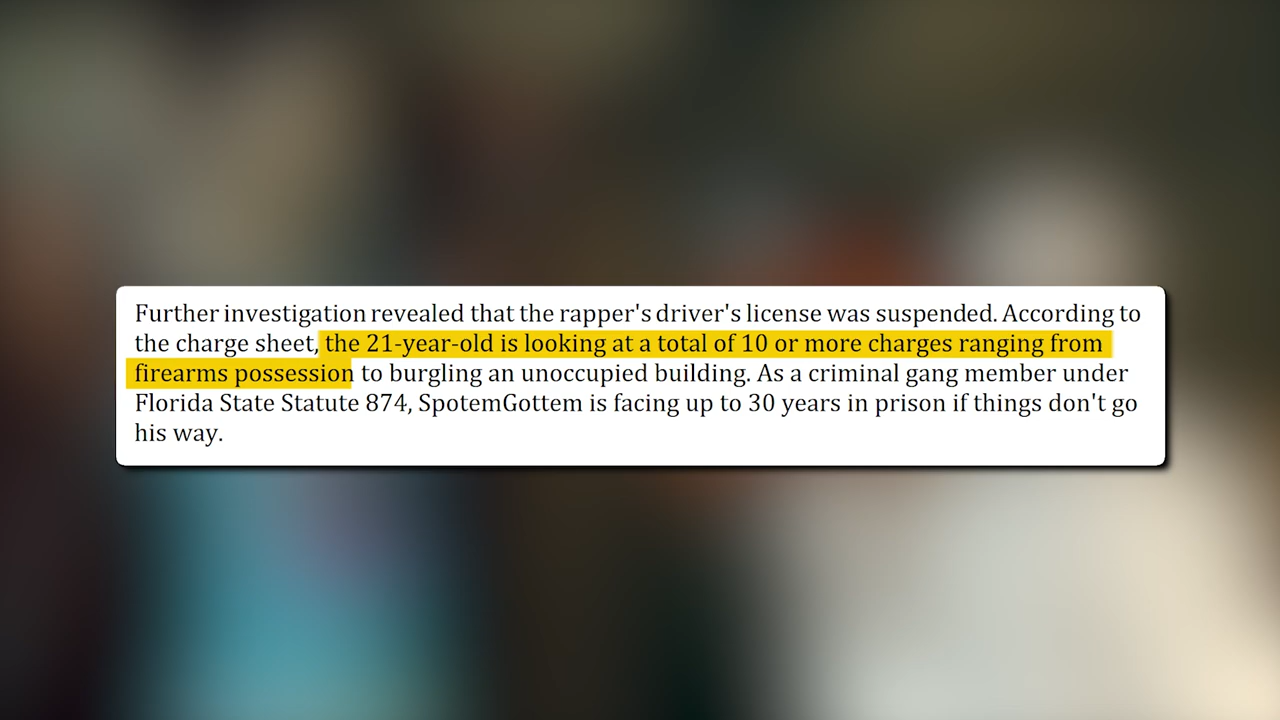 Further investigation revealed that the rapper's driver's license was suspended. According to
the charge sheet, the 21-year-old is looking at a total of 10 or more charges ranging from
firearms possession to burgling an unoccupied building. As a criminal gang member under
Florida State Statute 874, SpotemGottem is facing up to 30 years in prison if things don't go
his way.